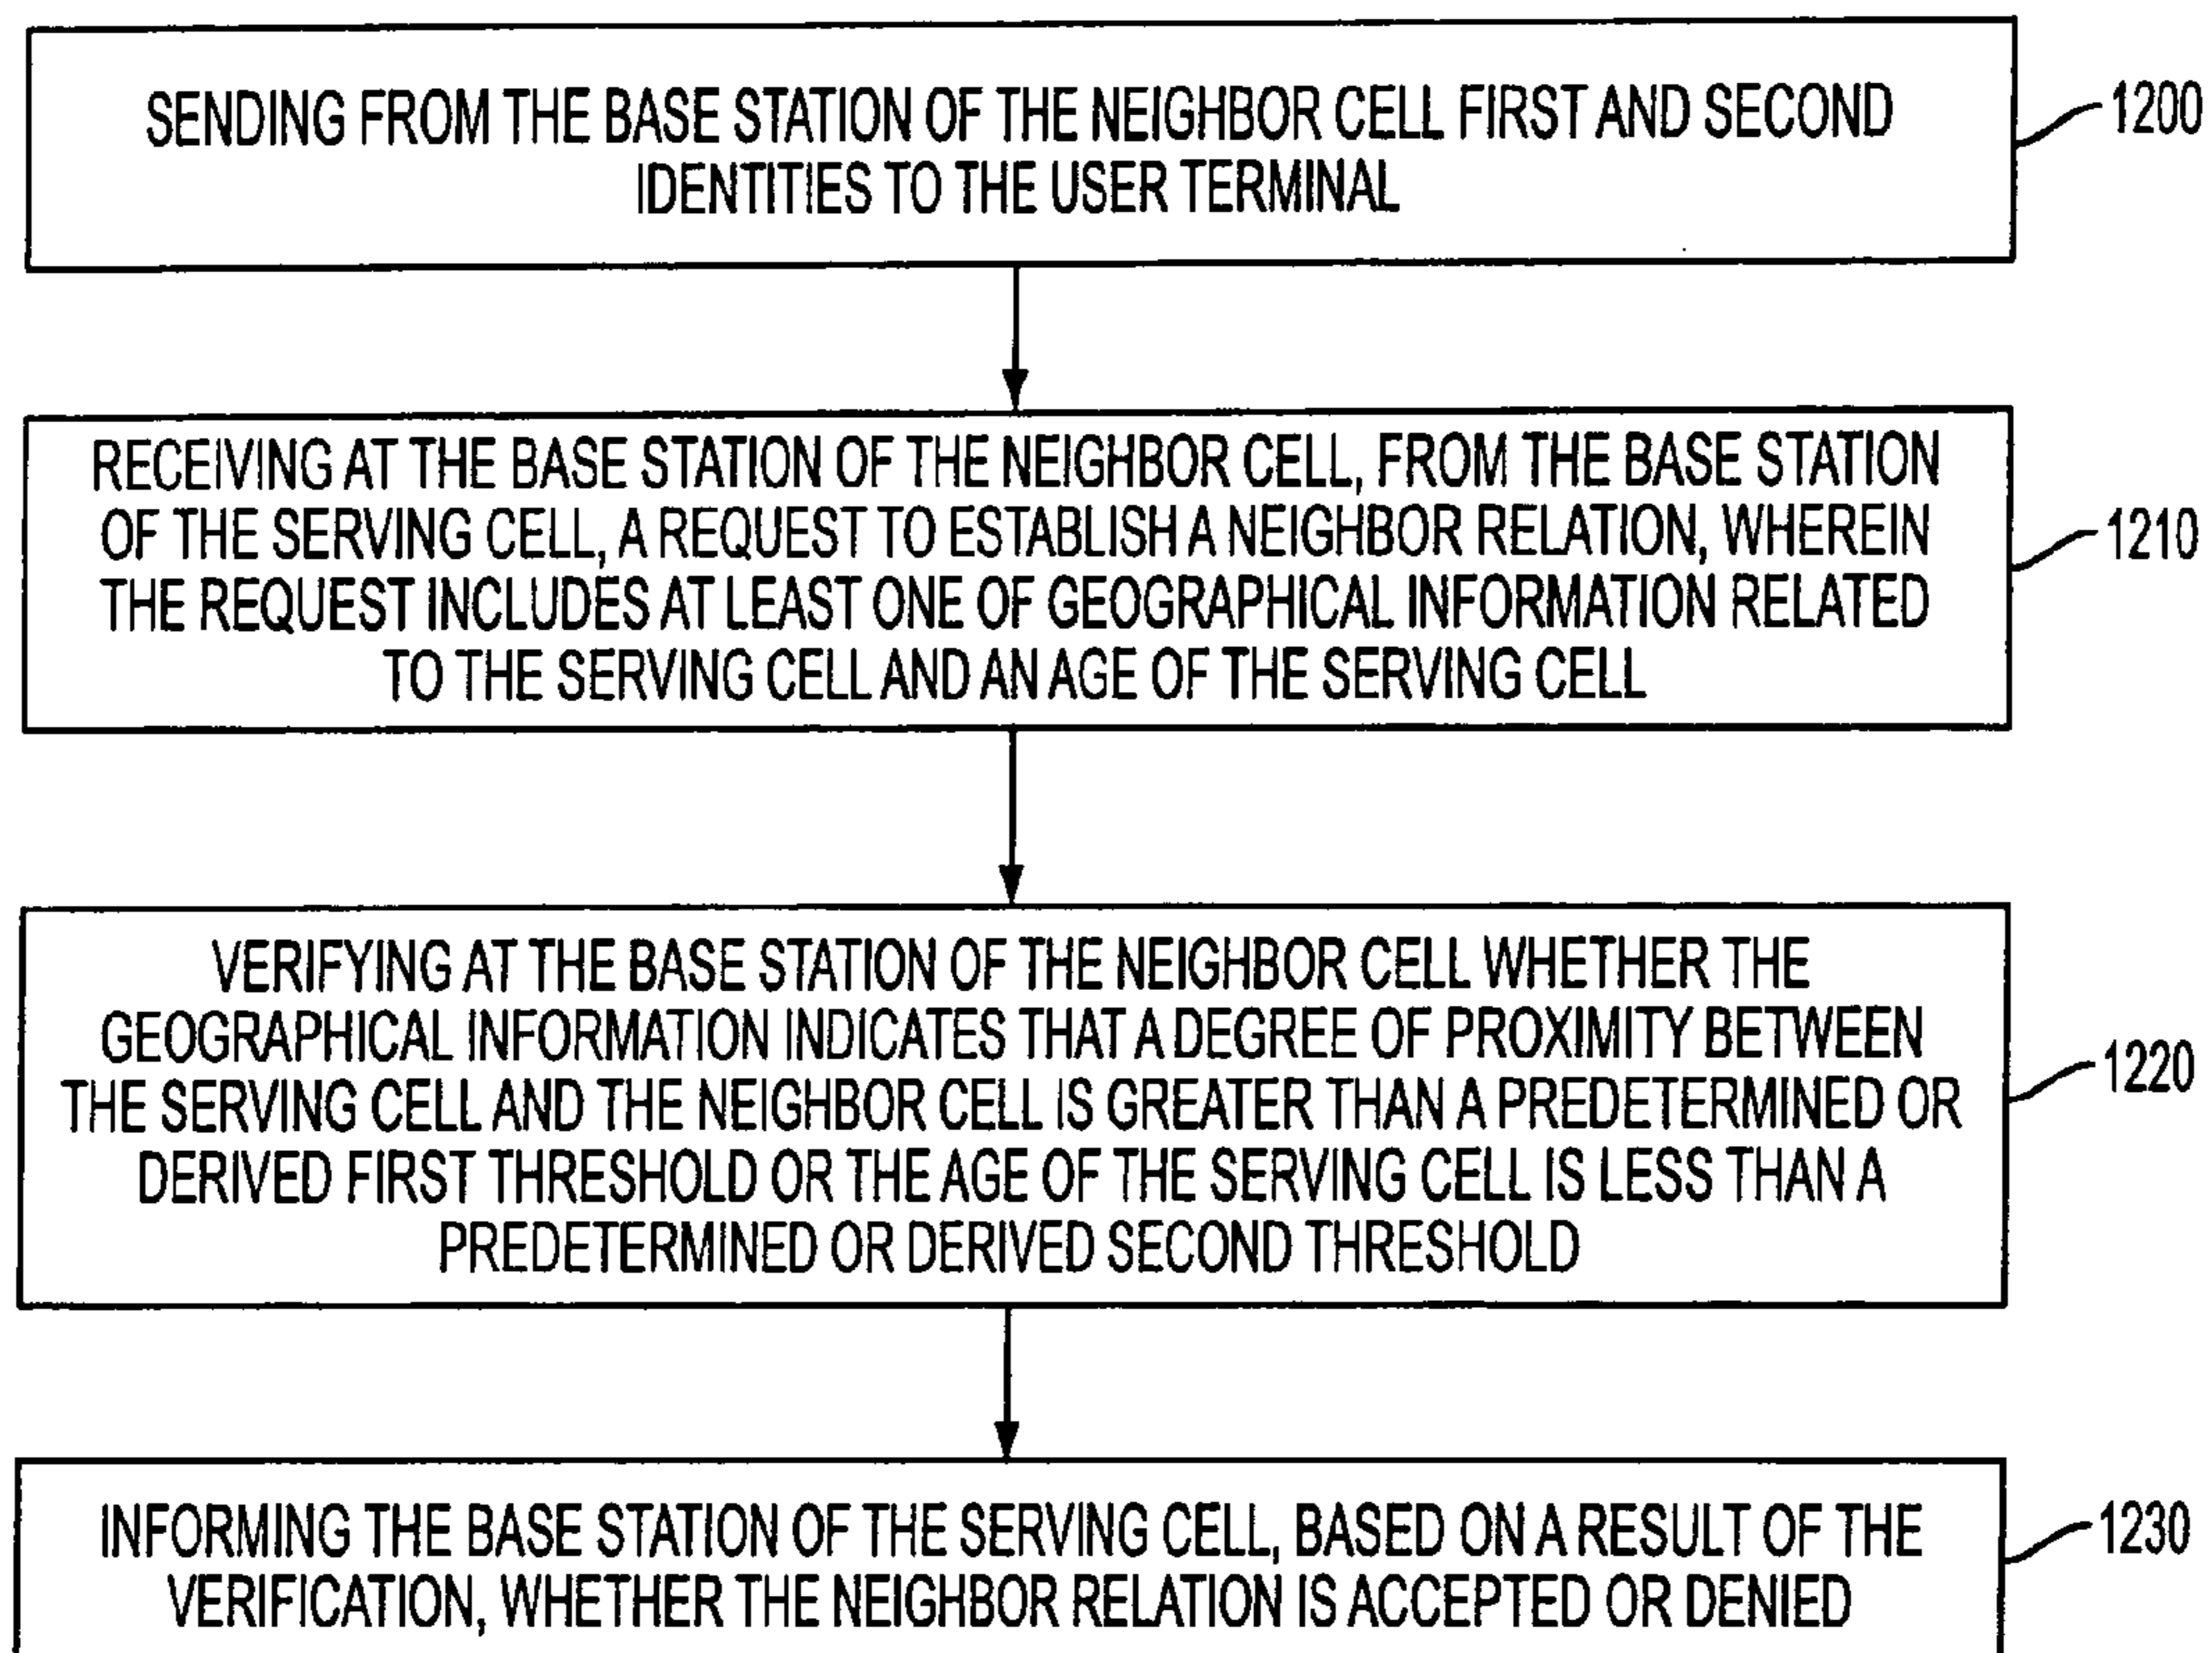 SENDING FROM THE BASE STATION OF THE NEIGHBOR CELL FIRST AND SECOND
IDENTITIES TO THE USER TERMINAL
1200
RECEIVING AT THE BASE STATION OF THE NEIGHBOR CELL, FROM THE BASE STATION
OF THE SERVING CELL, A REQUEST TO ESTABLISH A NEIGHBOR RELATION, WHEREIN
THE REQUEST INCLUDES AT LEAST ONE OF GEOGRAPHICAL INFORMATION RELATED
TO THE SERVING CELL AND AN AGE OF THE SERVING CELL
1210
VERIFYING AT THE BASE STATION OF THE NEIGHBOR CELL WHETHER THE
GEOGRAPHICAL INFORMATION INDICATES THAT A DEGREE OF PROXIMITY BETWEEN
THE SERVING CELL AND THE NEIGHBOR CELL IS GREATER THAN A PREDETERMINED OR
DERIVED FIRST THRESHOLD OR THE AGE OF THE SERVING CELL IS LESS THAN A
PREDETERMINED OR DERIVED SECOND THRESHOLD
1220
INFORMING THE BASE STATION OF THE SERVING CELL, BASED ON A RESULT OF THE
VERIFICATION, WHETHER THE NEIGHBOR RELATION IS ACCEPTED OR DENIED
1230